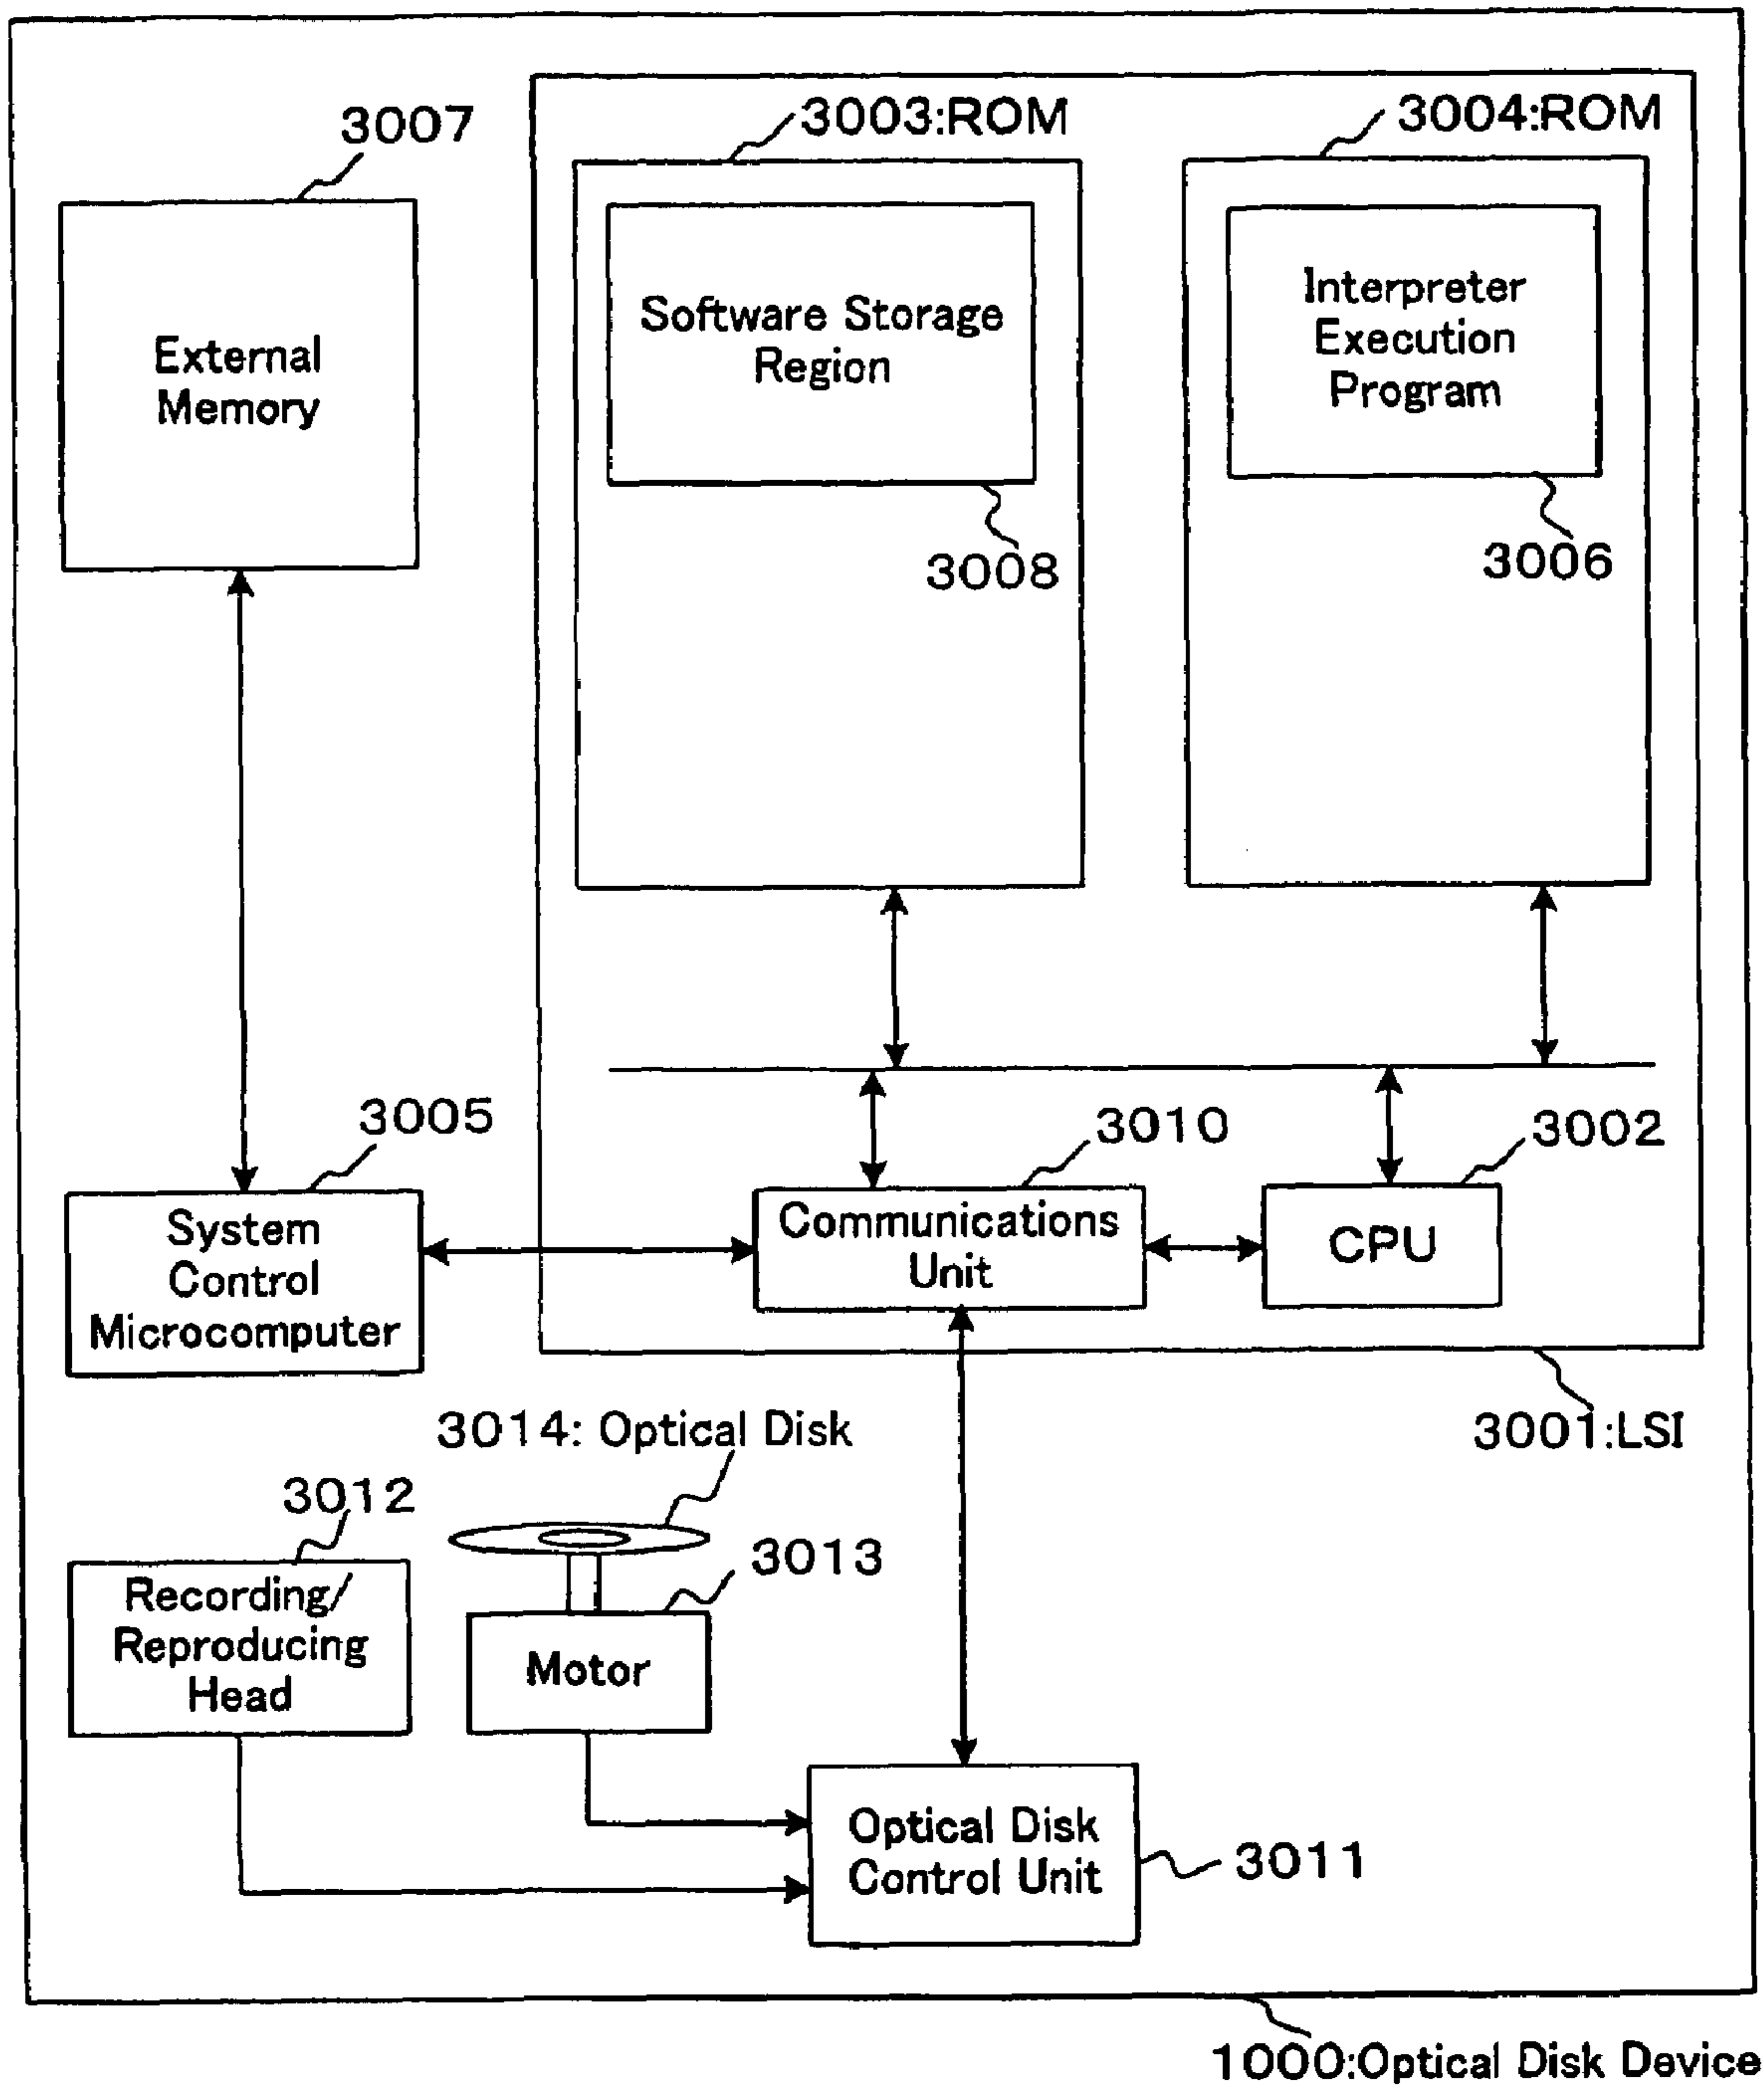 3007
3003:ROM
3004:ROM
External
Memory
Software Storage
Region
Interpreter
Execution
Program
3008
3006
3005
3010
3002
System
Control
Microcomputer
Communications
Unit
CPU
3001:LSI
3014: Optical Disk
3012
3013
Recording/
Reproducing
Head
Motor
Optical Disk
Control Unit
3011
1000:Optical Disk Device